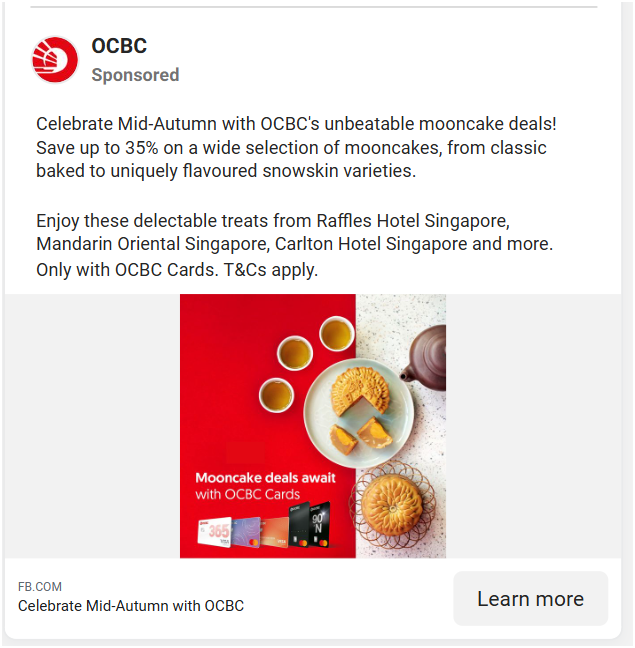 OCBC
Sponsored
Celebrate Mid-Autumn with OCBC's unbeatable mooncake deals!
Save up to 35% on a wide selection of mooncakes, from classic
baked to uniquely flavoured snowskin varieties.
Enjoy these delectable treats from Raffles Hotel Singapore,
Mandarin Oriental Singapore, Carlton Hotel Singapore and more.
Only with OCBC Cards. T&Cs apply.
Mooncake deals await
with OCBC Cards
365
VISA
90°
N
FB.COM
Celebrate Mid-Autumn with OCBC
Learn more